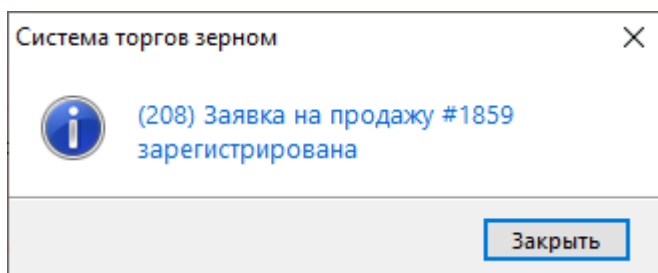 Система торгов зерном
(208) Заявка на продажу #1859
зарегистрирована
Закрыть